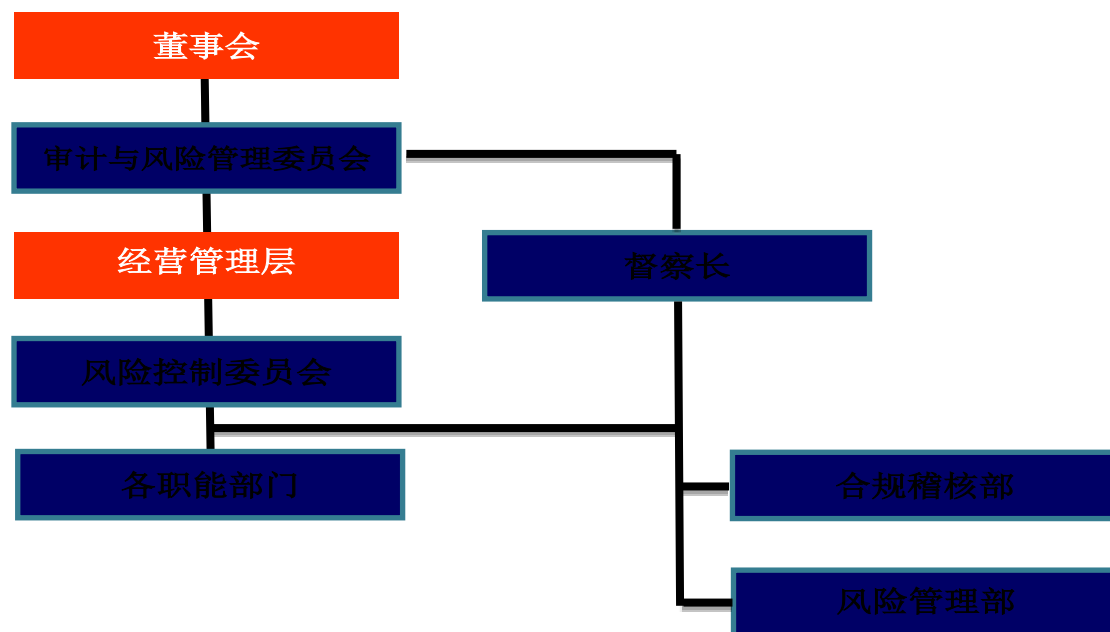 董事会
审计与风险管理委员会
经营管理层
督察长
风险控制委员会
各职能部门
合规稽核部
风险管理部